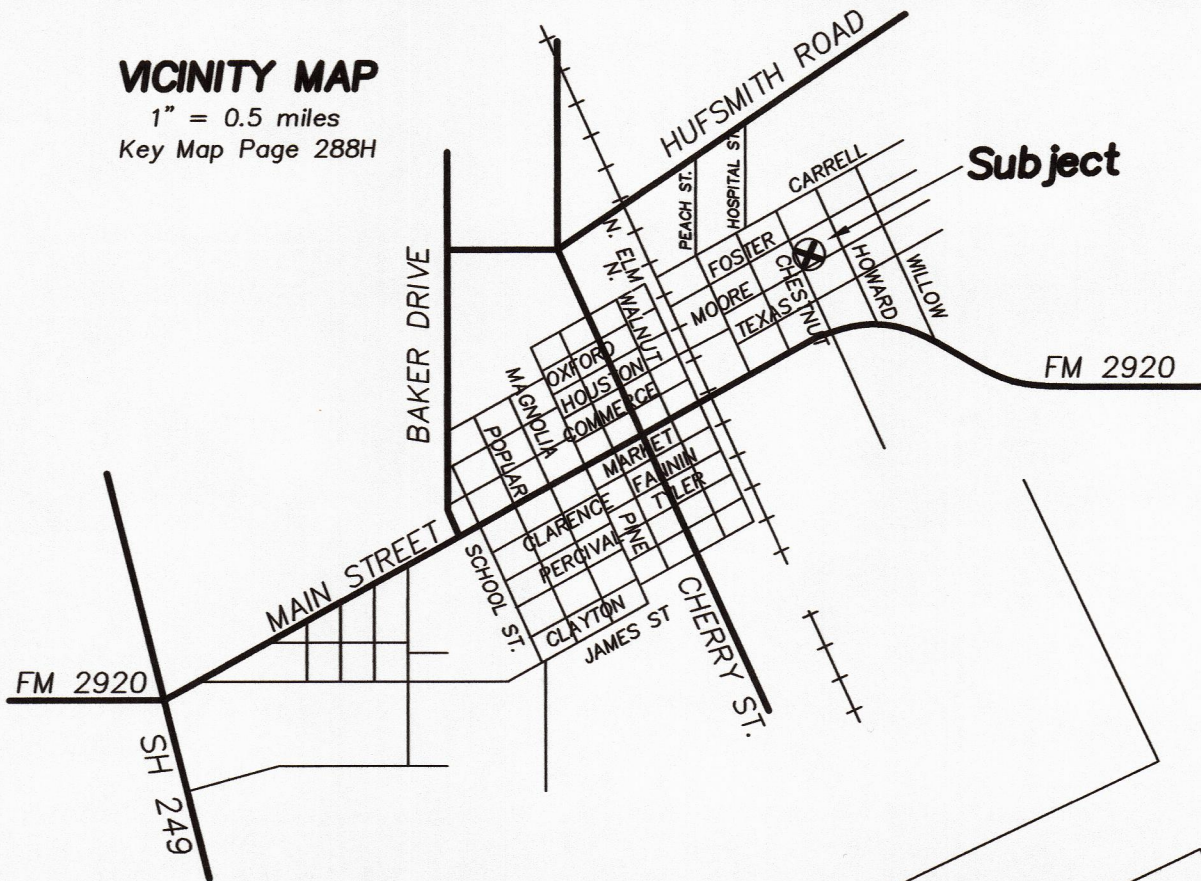 VICINITY MAP
1" = 0.5 miles
Key Map Page 288H
HUFSMITH ROAD
Subject
CARRELL
PEACH ST.
HOSPITAL ST.
FOSTER
MOORE
TEXAS
CHESTNUT
HOWARD
WILLOW
N. ELM
N. WALNUT
BAKER DRIVE
OXFORD
HOUSTON
COMMERCE
MAGNOLIA
POPLAR
MARKET
FANNIN
TYLER
FM 2920
CLARENCE
PERCIVAL
PINE
MAIN STREET
SCHOOL ST.
CLAYTON
JAMES ST
CHERRY ST.
FM 2920
SH 249